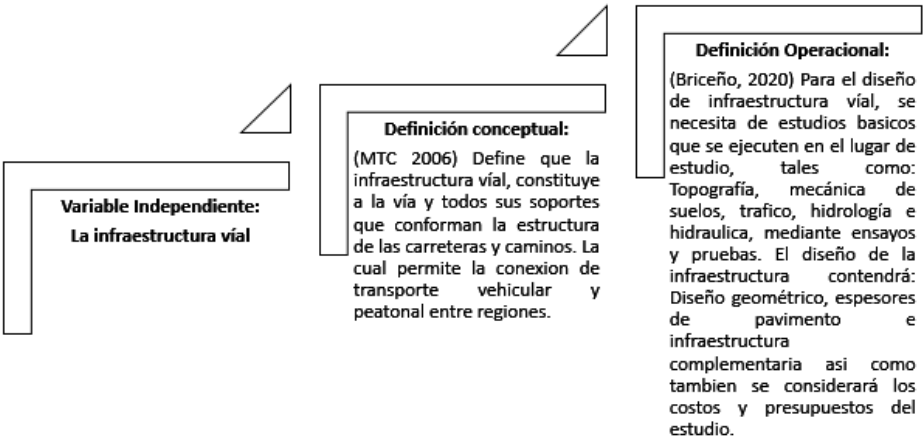 Variable Independiente:
La infraestructura víal
Definición conceptual:
(MTC 2006) Define que la
infraestructura víal, constituye
a la vía y todos sus soportes
que conforman la estructura
de las carreteras y caminos. La
cual permite la conexion de
transporte vehicular y
peatonal entre regiones.
Definición Operacional:
(Briceño, 2020) Para el diseño
de infraestructura víal, se
necesita de estudios basicos
que se ejecuten en el lugar de
estudio, tales como:
Topografía, mecánica de
suelos, trafico, hidrología e
hidraulica, mediante ensayos
y pruebas. El diseño de la
infraestructura contendrá:
Diseño geométrico, espesores
de pavimento e
infraestructura
complementaria asi como
tambien se considerará los
costos y presupuestos del
estudio.